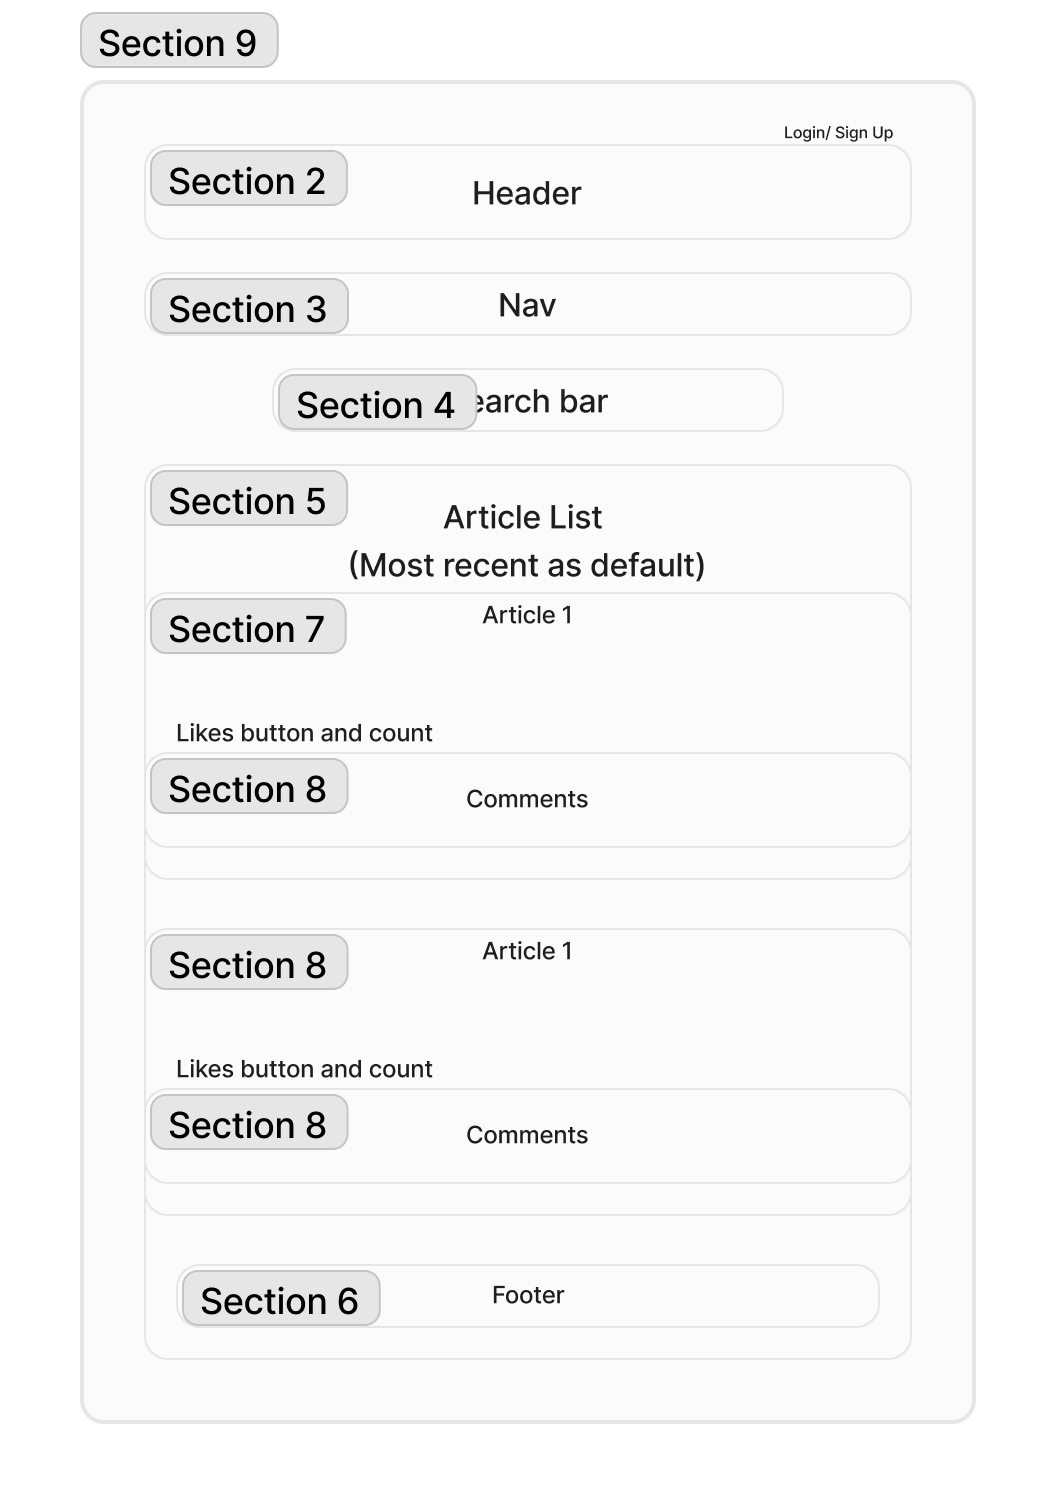 Section 9
Login/ Sign Up
Section 2
Header
Section 3
Nav
Section 4
earch bar
Section 5
Article List
(Most recent as default)
Section 7
Article 1
Likes button and count
Section 8
Comments
Section 8
Article 1
Likes button and count
Section 8
Comments
Section 6
Footer